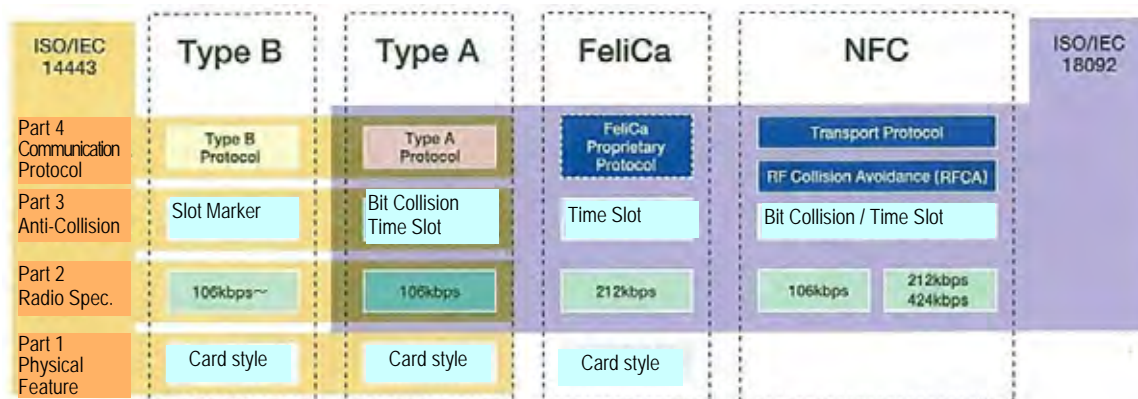 ISO/IEC
14443
Type B
Type A
FeliCa
NFC
ISO/IEC
18092
Part 4
Communication
Protocol
Type B
Protocol
Type A
Protocol
FeliCa
Proprietary
Protocol
Transport Protocol
RF Collision Avoidance (RFCA)
Part 3
Anti-Collision
Slot Marker
Bit Collision
Time Slot
Time Slot
Bit Collision / Time Slot
Part 2
Radio Spec.
106kbps~
106kbps
212kbps
106kbps
212kbps
424kbps
Part 1
Physical
Feature
Card style
Card style
Card style